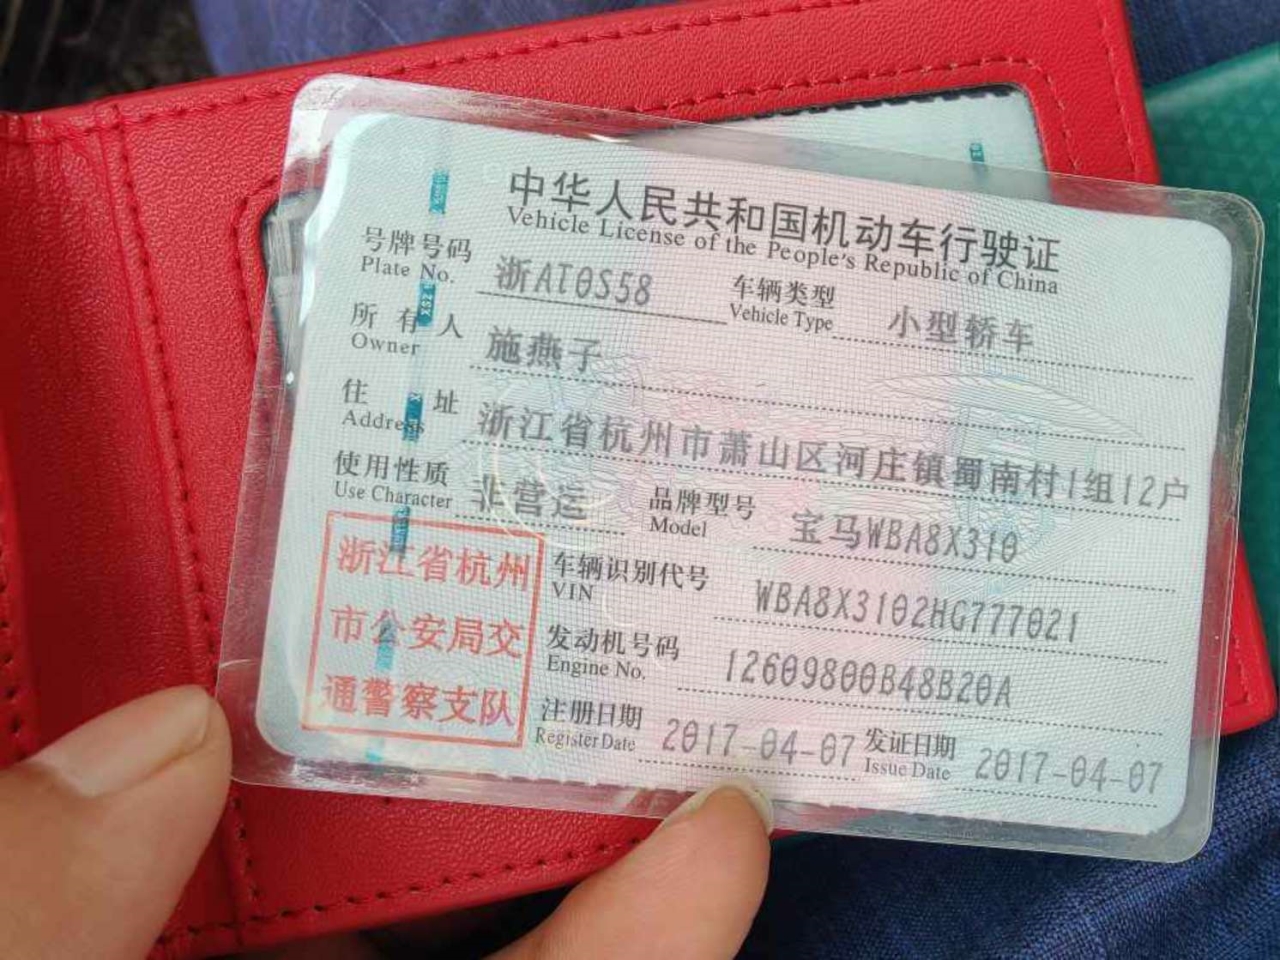 中华人民共和国机动车行驶证
Vehicle License of the People's Republic of China
号牌号码 浙AT0S58 车辆类型 小型轿车
Plate No. Vehicle Type
所有人 施燕子
Owner
住址 浙江省杭州市萧山区河庄镇蜀南村1组12户
Address
使用性质 非营运 品牌型号 宝马WBA8X310
Use Character Model
浙江省杭州
市公安局交
通警察支队
车辆识别代号 WBA8X3102HG777021
VIN
发动机号码 12609800B48B20A
Engine No.
注册日期 2017-04-07 发证日期 2017-04-07
Register Date Issue Date